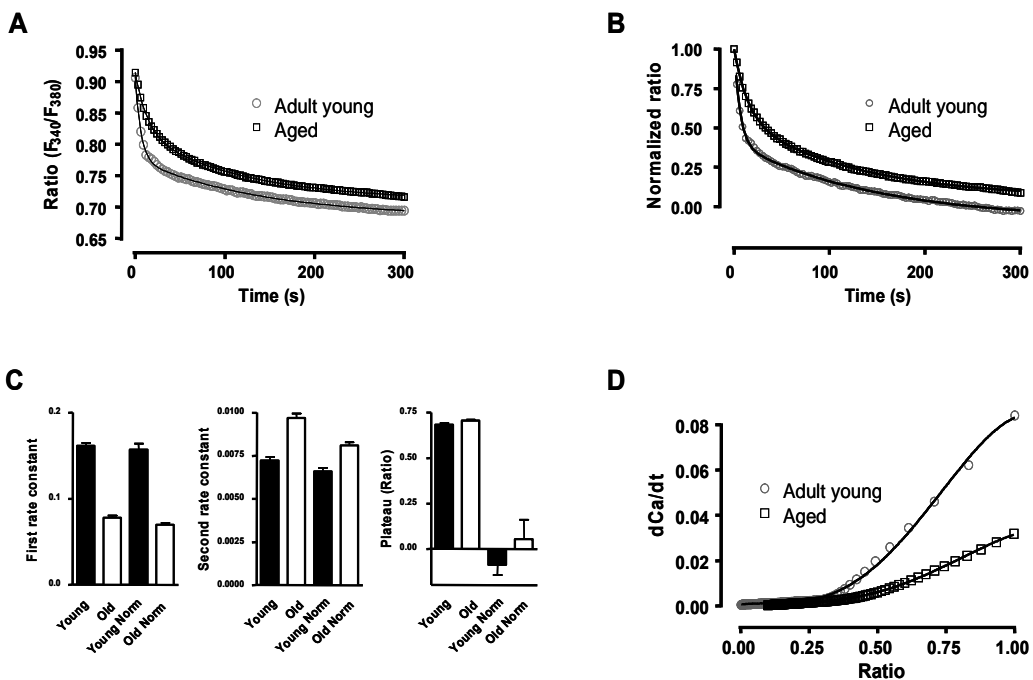 A
Ratio (F340/F380)
0.95
0.90
0.85
0.80
0.75
0.70
0.65
Adult young
Aged
0
100
200
300
Time (s)
B
Normalized ratio
1.00
0.75
0.50
0.25
0.00
Adult young
Aged
0
100
200
300
Time (s)
C
First rate constant
0.2
0.1
0.0
Young
Old
Young Norm
Old Norm
Second rate constant
0.0100
0.0075
0.0050
0.0025
0.0000
Young
Old
Young Norm
Old Norm
Plateau (Ratio)
0.75
0.50
0.25
0.00
Young
Old
Young Norm
Old Norm
D
dCa/dt
0.08
0.06
0.04
0.02
0.00
Adult young
Aged
0.00
0.25
0.50
0.75
1.00
Ratio